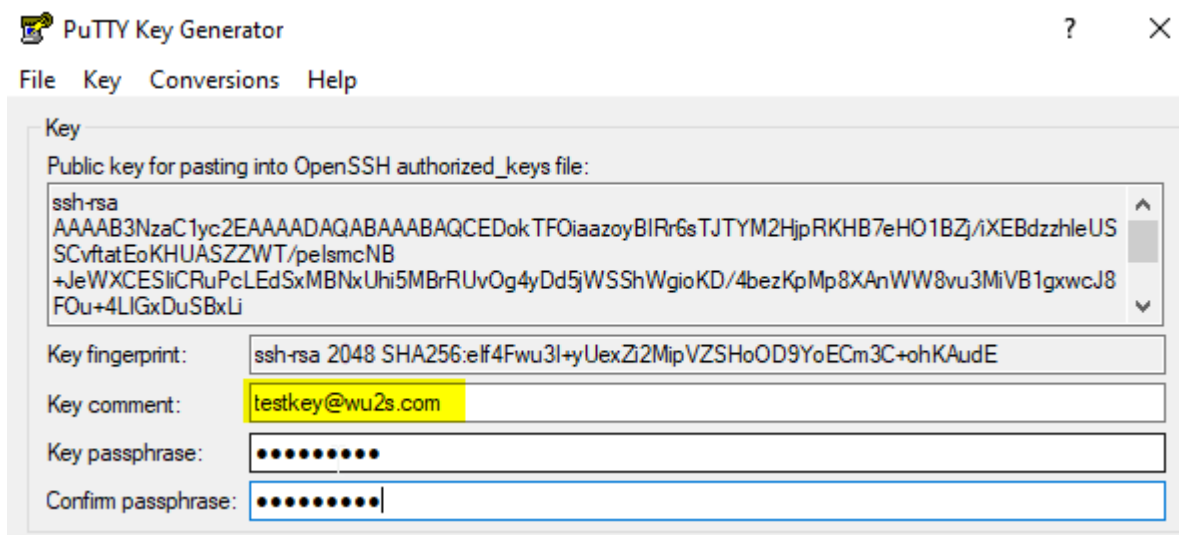 PuTTY Key Generator
File Key Conversions Help
Key
Public key for pasting into OpenSSH authorized_keys file:
ssh-rsa
AAAAB3NzaC1yc2EAAAADAQABAAABAQCEDokTFOiaazoyBIRr6sTJTYM2HjpRKHB7eHO1BZj/iXEBdzzhleUS
SCvftatEoKHUASZZWT/pelsmcNB
+JeWXCESliCRuPcLEdSxMBNxUhi5MBrRUvOg4yDd5jWSShWgioKD/4bezKpMp8XAnWW8vu3MiVB1gxwcJ8
FOu+4LlGxDuSBxLi
Key fingerprint: ssh-rsa 2048 SHA256:elf4Fwu3l+yUexZi2MipVZSHoOD9YoECm3C+ohKAudE
Key comment: testkey@wu2s.com
Key passphrase: •••••••••
Confirm passphrase: •••••••••